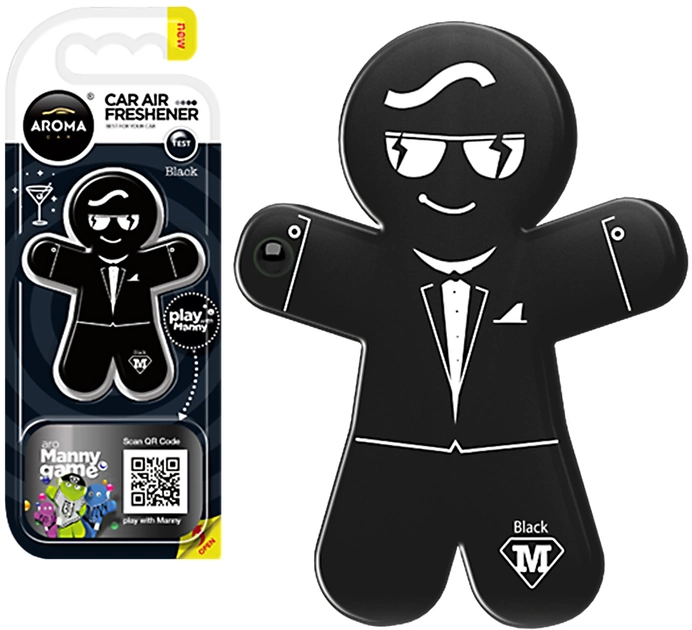 new
®
AROMA
CAR
CAR AIR
FRESHENER
BEST FOR YOUR CAR
TEST
Black
play with
Manny
Black
M
aro
Manny
game
Scan QR Code
play with Manny
OPEN
Black
M